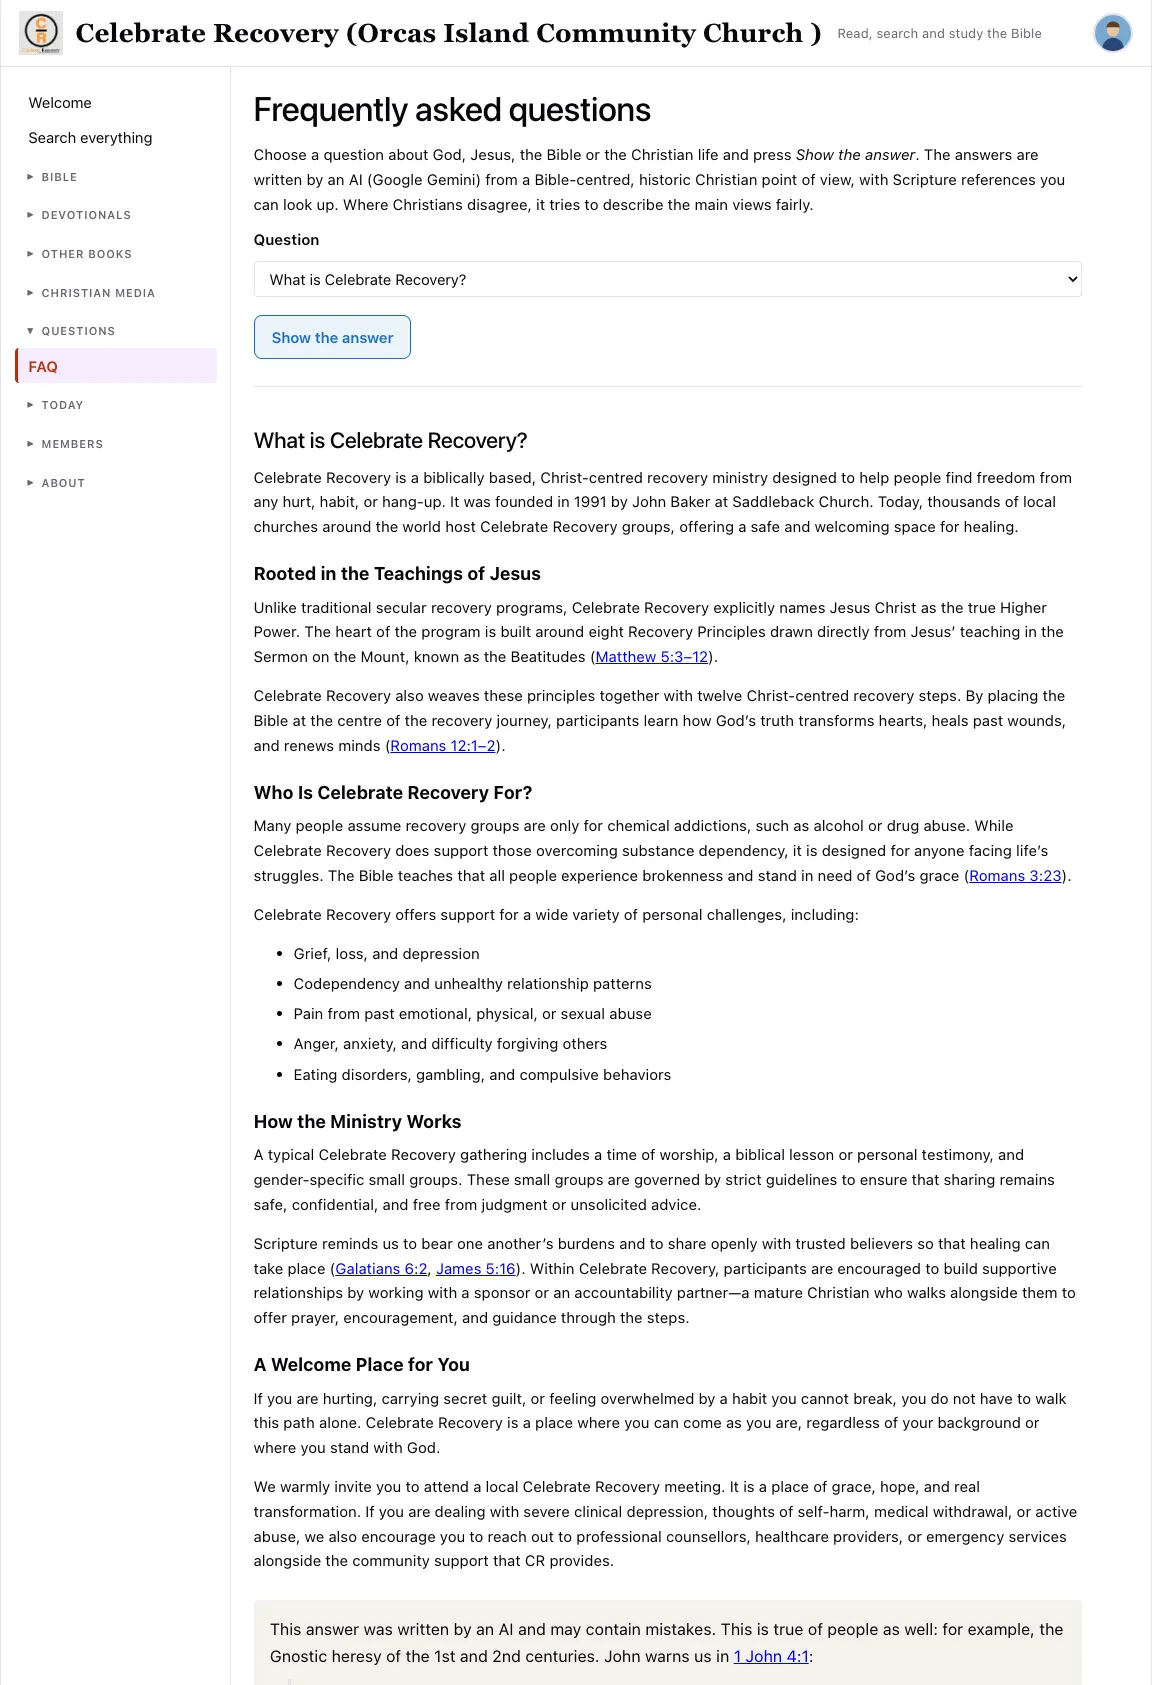 Celebrate Recovery (Orcas Island Community Church )
Read, search and study the Bible
Welcome
Search everything
BIBLE
DEVOTIONALS
OTHER BOOKS
CHRISTIAN MEDIA
QUESTIONS
FAQ
TODAY
MEMBERS
ABOUT
Frequently asked questions
Choose a question about God, Jesus, the Bible or the Christian life and press Show the answer. The answers are
written by an AI (Google Gemini) from a Bible-centred, historic Christian point of view, with Scripture references you
can look up. Where Christians disagree, it tries to describe the main views fairly.
Question
What is Celebrate Recovery?
Show the answer
What is Celebrate Recovery?
Celebrate Recovery is a biblically based, Christ-centred recovery ministry designed to help people find freedom from
any hurt, habit, or hang-up. It was founded in 1991 by John Baker at Saddleback Church. Today, thousands of local
churches around the world host Celebrate Recovery groups, offering a safe and welcoming space for healing.
Rooted in the Teachings of Jesus
Unlike traditional secular recovery programs, Celebrate Recovery explicitly names Jesus Christ as the true Higher
Power. The heart of the program is built around eight Recovery Principles drawn directly from Jesus’ teaching in the
Sermon on the Mount, known as the Beatitudes (Matthew 5:3–12).
Celebrate Recovery also weaves these principles together with twelve Christ-centred recovery steps. By placing the
Bible at the centre of the recovery journey, participants learn how God’s truth transforms hearts, heals past wounds,
and renews minds (Romans 12:1–2).
Who Is Celebrate Recovery For?
Many people assume recovery groups are only for chemical addictions, such as alcohol or drug abuse. While
Celebrate Recovery does support those overcoming substance dependency, it is designed for anyone facing life’s
struggles. The Bible teaches that all people experience brokenness and stand in need of God’s grace (Romans 3:23).
Celebrate Recovery offers support for a wide variety of personal challenges, including:
• Grief, loss, and depression
• Codependency and unhealthy relationship patterns
• Pain from past emotional, physical, or sexual abuse
• Anger, anxiety, and difficulty forgiving others
• Eating disorders, gambling, and compulsive behaviors
How the Ministry Works
A typical Celebrate Recovery gathering includes a time of worship, a biblical lesson or personal testimony, and
gender-specific small groups. These small groups are governed by strict guidelines to ensure that sharing remains
safe, confidential, and free from judgment or unsolicited advice.
Scripture reminds us to bear one another’s burdens and to share openly with trusted believers so that healing can
take place (Galatians 6:2, James 5:16). Within Celebrate Recovery, participants are encouraged to build supportive
relationships by working with a sponsor or an accountability partner—a mature Christian who walks alongside them to
offer prayer, encouragement, and guidance through the steps.
A Welcome Place for You
If you are hurting, carrying secret guilt, or feeling overwhelmed by a habit you cannot break, you do not have to walk
this path alone. Celebrate Recovery is a place where you can come as you are, regardless of your background or
where you stand with God.
We warmly invite you to attend a local Celebrate Recovery meeting. It is a place of grace, hope, and real
transformation. If you are dealing with severe clinical depression, thoughts of self-harm, medical withdrawal, or active
abuse, we also encourage you to reach out to professional counsellors, healthcare providers, or emergency services
alongside the community support that CR provides.
This answer was written by an AI and may contain mistakes. This is true of people as well: for example, the
Gnostic heresy of the 1st and 2nd centuries. John warns us in 1 John 4:1: